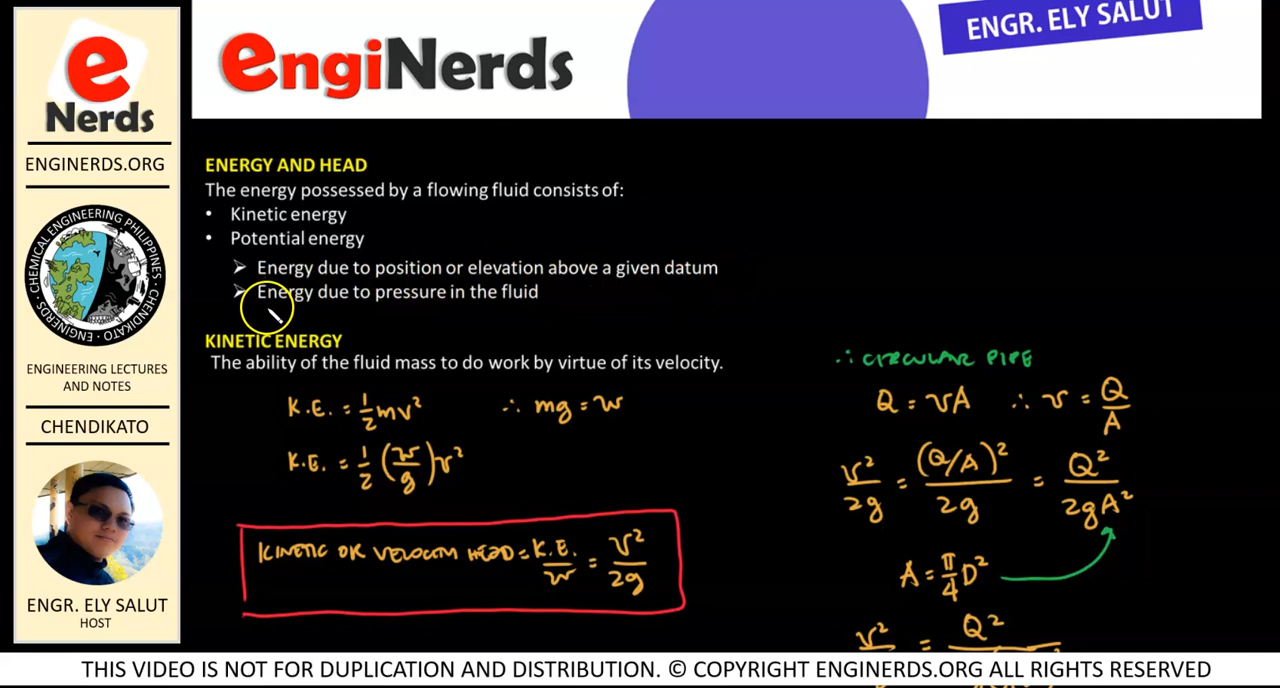 e
Nerds
ENGINERDS.ORG
CHEMICAL ENGINEERING PHILIPPINES
CHENDIKATO
ENGINEERS
ENGINEERING LECTURES
AND NOTES
CHENDIKATO
ENGR. ELY SALUT
HOST
engiNerds
ENGR. ELY SALUT
ENERGY AND HEAD
The energy possessed by a flowing fluid consists of:
• Kinetic energy
• Potential energy
➢ Energy due to position or elevation above a given datum
➢ Energy due to pressure in the fluid
KINETIC ENERGY
The ability of the fluid mass to do work by virtue of its velocity.
K.E. = 1/2 mv² ∴ mg = W
K.E. = 1/2 (W/g) v²
KINETIC OR VELOCITY HEAD = K.E./W = v²/2g
∴ CIRCULAR PIPE
Q = vA ∴ v = Q/A
v²/2g = (Q/A)²/2g = Q²/2gA²
A = π/4 D²
v² = Q²
THIS VIDEO IS NOT FOR DUPLICATION AND DISTRIBUTION. © COPYRIGHT ENGINERDS.ORG ALL RIGHTS RESERVED